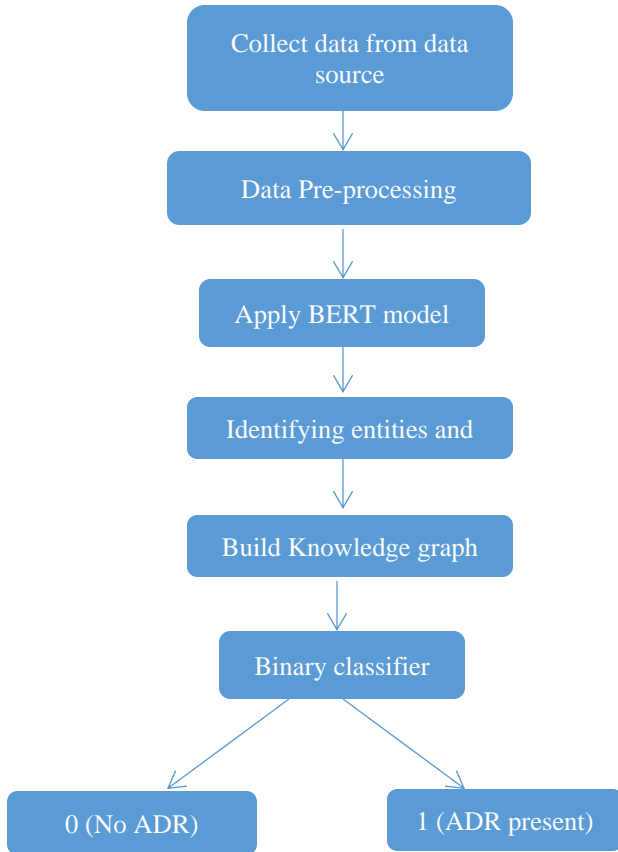 Collect data from data
source
Data Pre-processing
Apply BERT model
Identifying entities and
Build Knowledge graph
Binary classifier
0 (No ADR)
1 (ADR present)